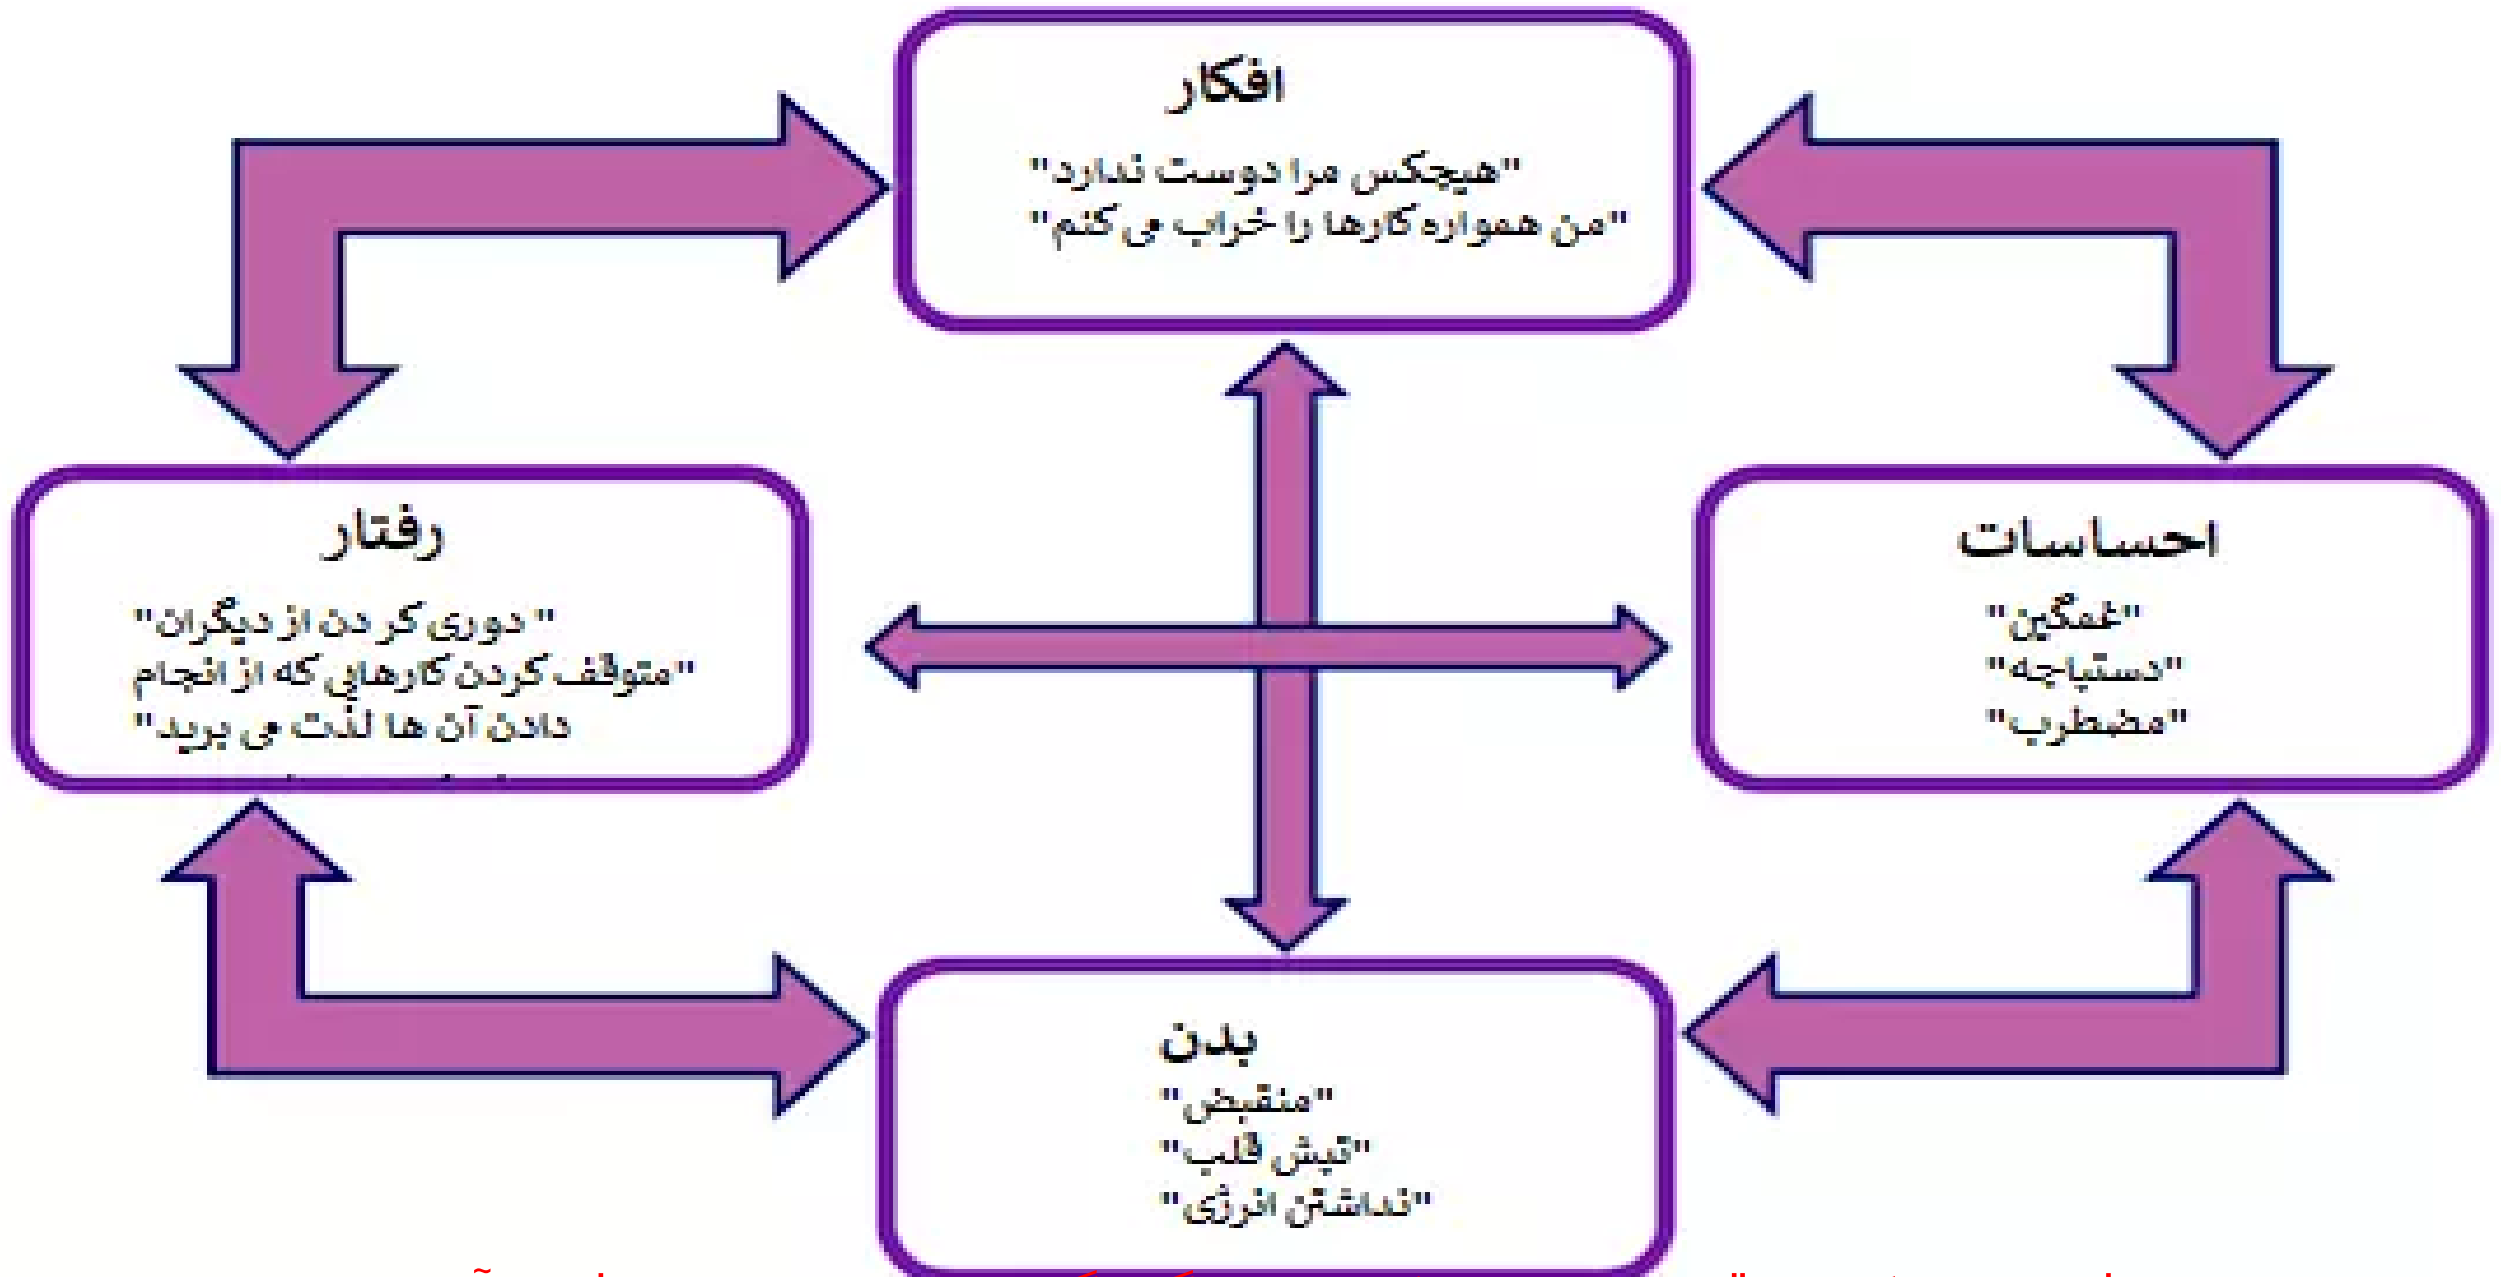 افکار
"هیچکس مرا دوست ندارد"
"من همواره کارها را خراب می کنم"
احساسات
"غمگین"
"دستپاچه"
"مضطرب"
رفتار
" دوری کردن از دیگران"
"متوقف کردن کارهایی که از انجام
دادن آن ها لذت می برید"
بدن
"منقبض"
"تپش قلب"
"نداشتن انرژی"